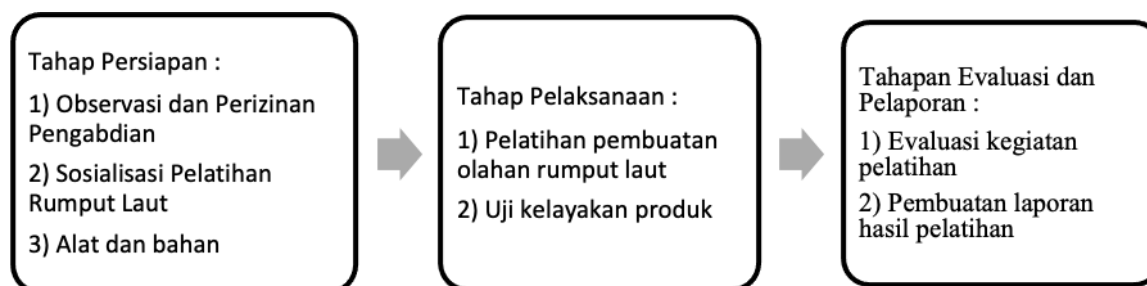 Tahap Persiapan :
1) Observasi dan Perizinan
Pengabdian
2) Sosialisasi Pelatihan
Rumput Laut
3) Alat dan bahan
Tahap Pelaksanaan :
1) Pelatihan pembuatan
olahan rumput laut
2) Uji kelayakan produk
Tahapan Evaluasi dan
Pelaporan :
1) Evaluasi kegiatan
pelatihan
2) Pembuatan laporan
hasil pelatihan